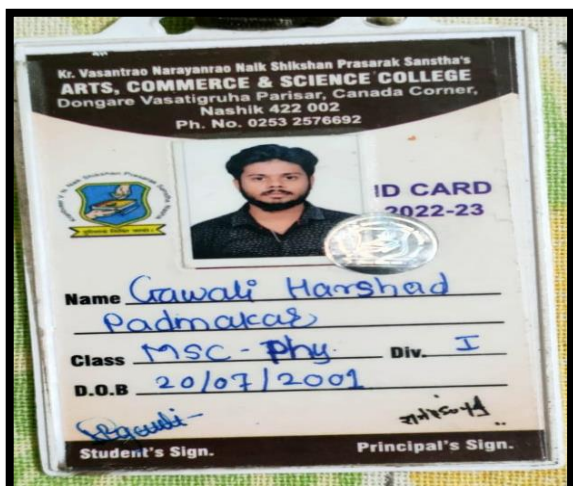 Kr. Vasantrao Narayanrao Naik Shikshan Prasarak Sanstha's
ARTS, COMMERCE & SCIENCE COLLEGE
Dongare Vasatigruha Parisar, Canada Corner,
Nashik 422 002
Ph. No. 0253 2576692
ID CARD
2022-23
Name Gawali Harshad
Padmakar
Class MSC - Phy. Div. I
D.O.B 20/07/2001
Student's Sign. Principal's Sign.